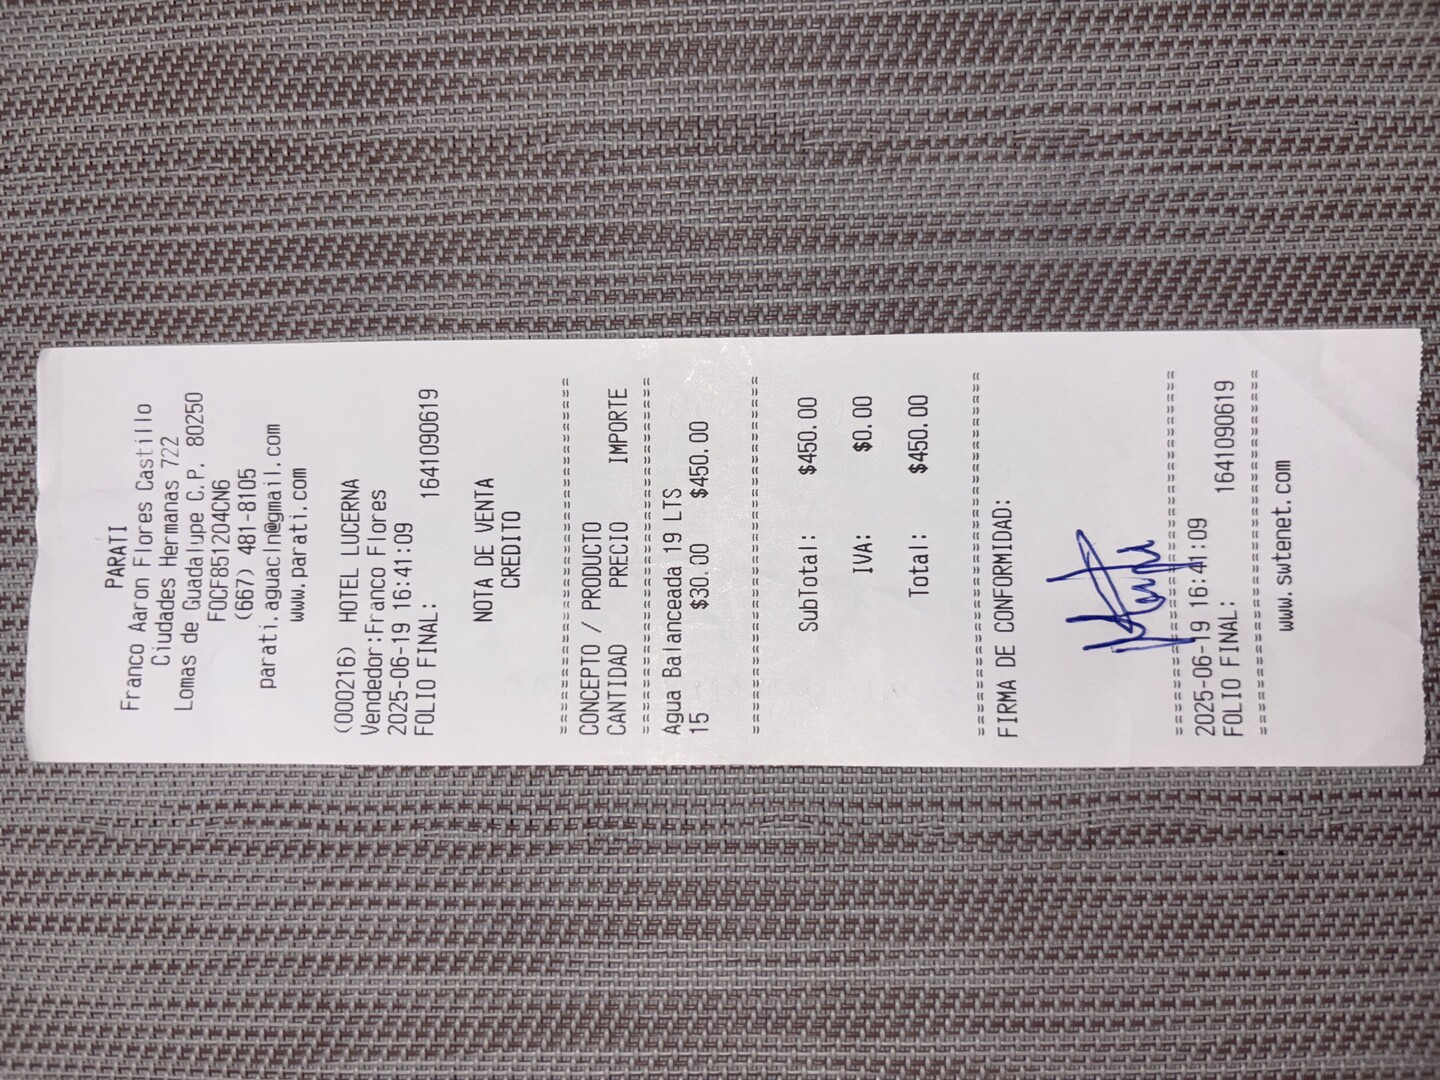 PARATI
Franco Aaron Flores Castillo
Ciudades Hermanas 722
Lomas de Guadalupe C.P. 80250
FOCF851204CN6
(667) 481-8105
parati.aguacln@gmail.com
www.parati.com
(000216) HOTEL LUCERNA
Vendedor:Franco Flores
2025-06-19 16:41:09
FOLIO FINAL: 1641090619
NOTA DE VENTA
CREDITO
==================================
CONCEPTO / PRODUCTO
CANTIDAD PRECIO IMPORTE
==================================
Agua Balanceada 19 LTS
15 $30.00 $450.00
==================================
SubTotal: $450.00
IVA: $0.00
Total: $450.00
==================================
FIRMA DE CONFORMIDAD:
==================================
2025-06-19 16:41:09
FOLIO FINAL: 1641090619
==================================
www.swtenet.com